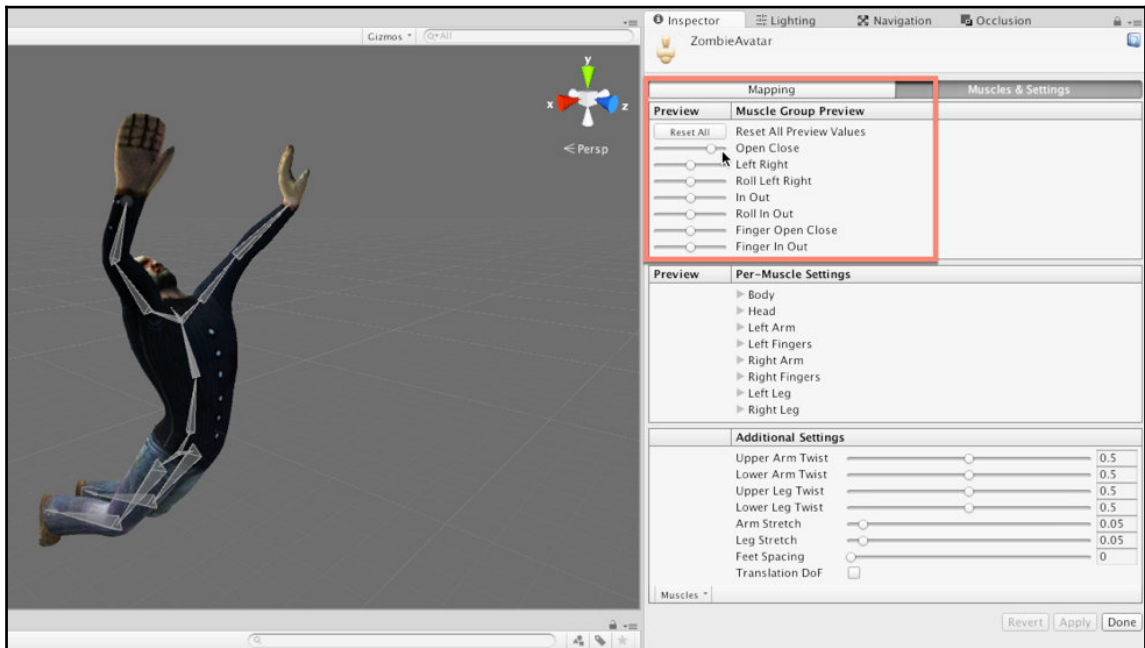 Inspector Lighting Navigation Occlusion
Gizmos All
ZombieAvatar
y
x z
Persp
Mapping Muscles & Settings
Preview Muscle Group Preview
Reset All Reset All Preview Values
Open Close
Left Right
Roll Left Right
In Out
Roll In Out
Finger Open Close
Finger In Out
Preview Per-Muscle Settings
Body
Head
Left Arm
Left Fingers
Right Arm
Right Fingers
Left Leg
Right Leg
Additional Settings
Upper Arm Twist 0.5
Lower Arm Twist 0.5
Upper Leg Twist 0.5
Lower Leg Twist 0.5
Arm Stretch 0.05
Leg Stretch 0.05
Feet Spacing 0
Translation DoF
Muscles
Revert Apply Done